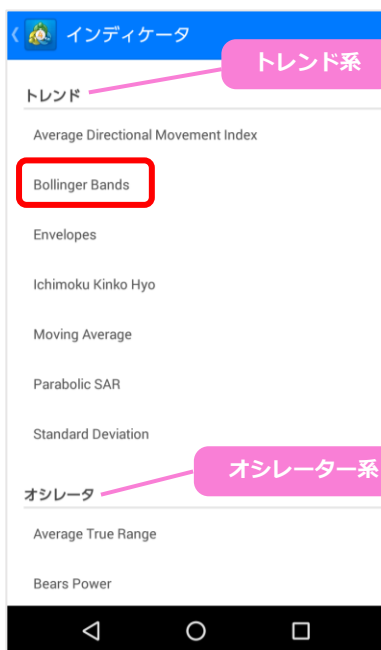 インディケータ
トレンド系
トレンド
Average Directional Movement Index
Bollinger Bands
Envelopes
Ichimoku Kinko Hyo
Moving Average
Parabolic SAR
Standard Deviation
オシレーター系
オシレータ
Average True Range
Bears Power